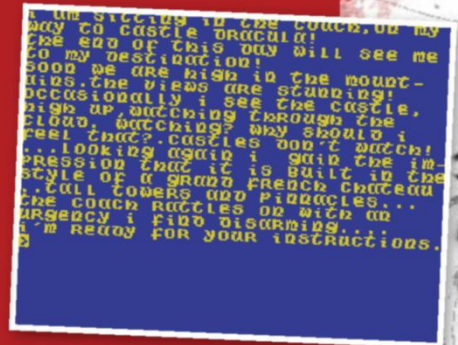 i am sitting in the coach,on my
way to castle dracula!
the end of this day will see me
to my destination!
soon we are high in the mount-
ains.the views are stunning!
occasionally i see the castle,
high up,watching through the
cloud. watching? why should i
feel that?.castles don't watch!
...looking again i  gain the im-
pression that it is built in the
style of a grand french chateau
..tall towers and pinnacles...
the coach rattles on with an
urgency i find disarming....
i'm ready for your instructions.